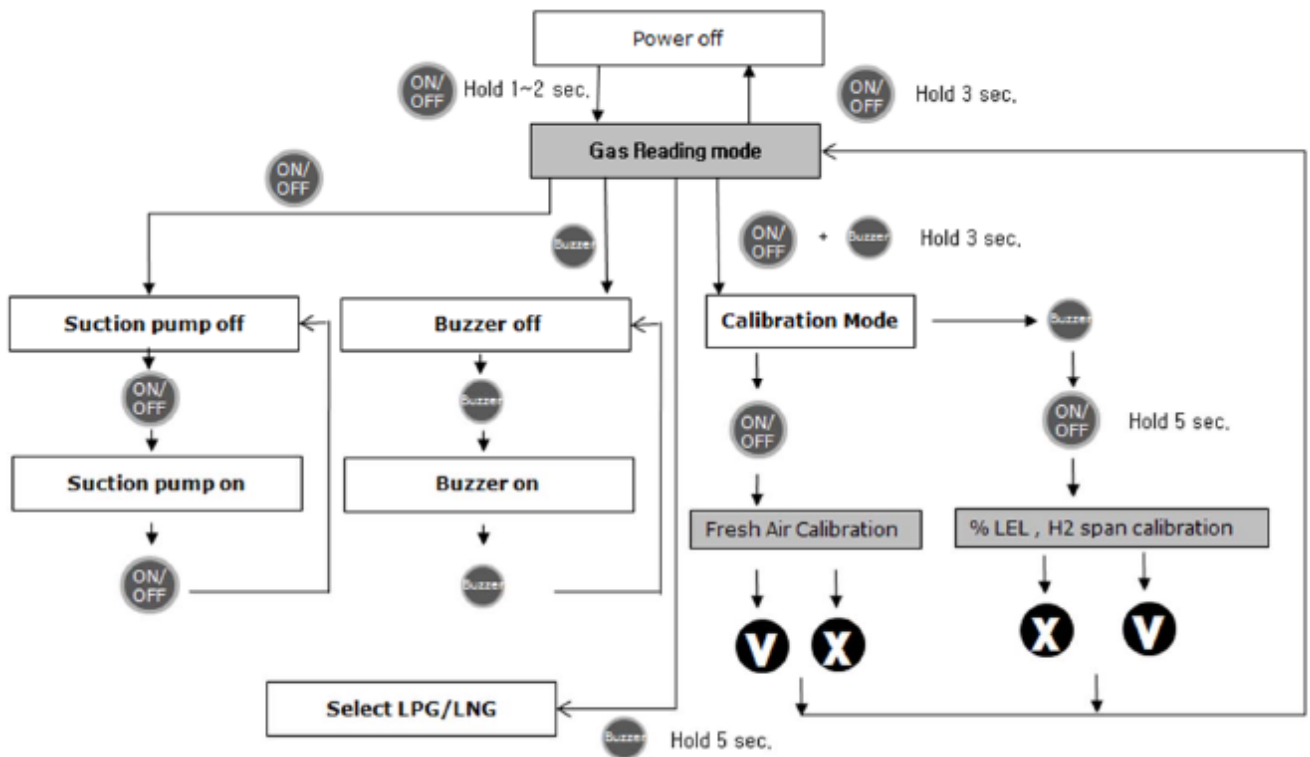 Power off
ON/
OFF
Hold 1~2 sec.
ON/
OFF
Hold 3 sec.
Gas Reading mode
ON/
OFF
Buzzer
ON/
OFF
+
Buzzer
Hold 3 sec.
Suction pump off
Buzzer off
Calibration Mode
Buzzer
ON/
OFF
Buzzer
ON/
OFF
ON/
OFF
Hold 5 sec.
Suction pump on
Buzzer on
Fresh Air Calibration
% LEL , H2 span calibration
ON/
OFF
Buzzer
V
X
X
V
Select LPG/LNG
Buzzer
Hold 5 sec.